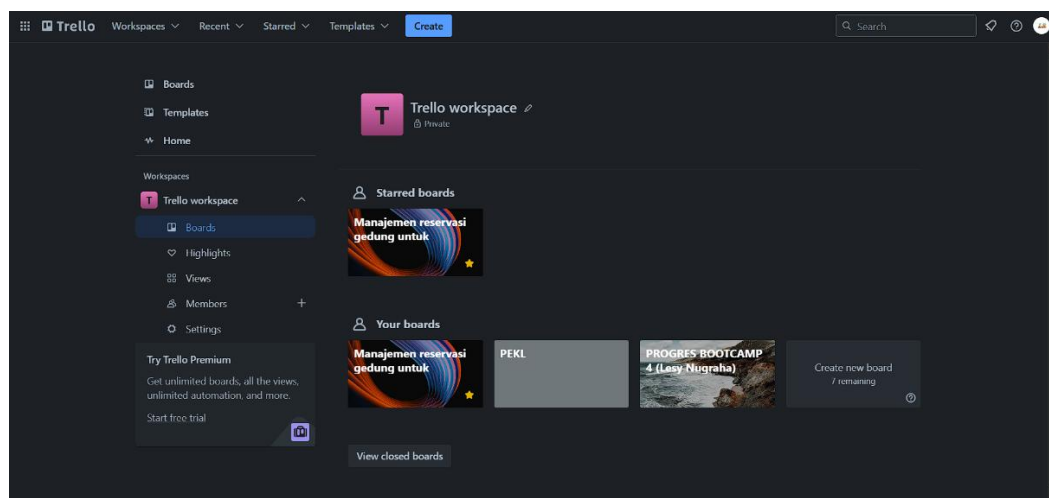 Trello Workspaces Recent Starred Templates Create Search
Boards
Templates
Home
Workspaces
T Trello workspace
Boards
Highlights
Views
Members
Settings
Try Trello Premium
Get unlimited boards, all the views,
unlimited automation, and more.
Start free trial
T
Trello workspace
Private
Starred boards
Manajemen reservasi
gedung untuk
Your boards
Manajemen reservasi
gedung untuk
PEKL
PROGRES BOOTCAMP
4 (Lesy Nugraha)
Create new board
7 remaining
View closed boards